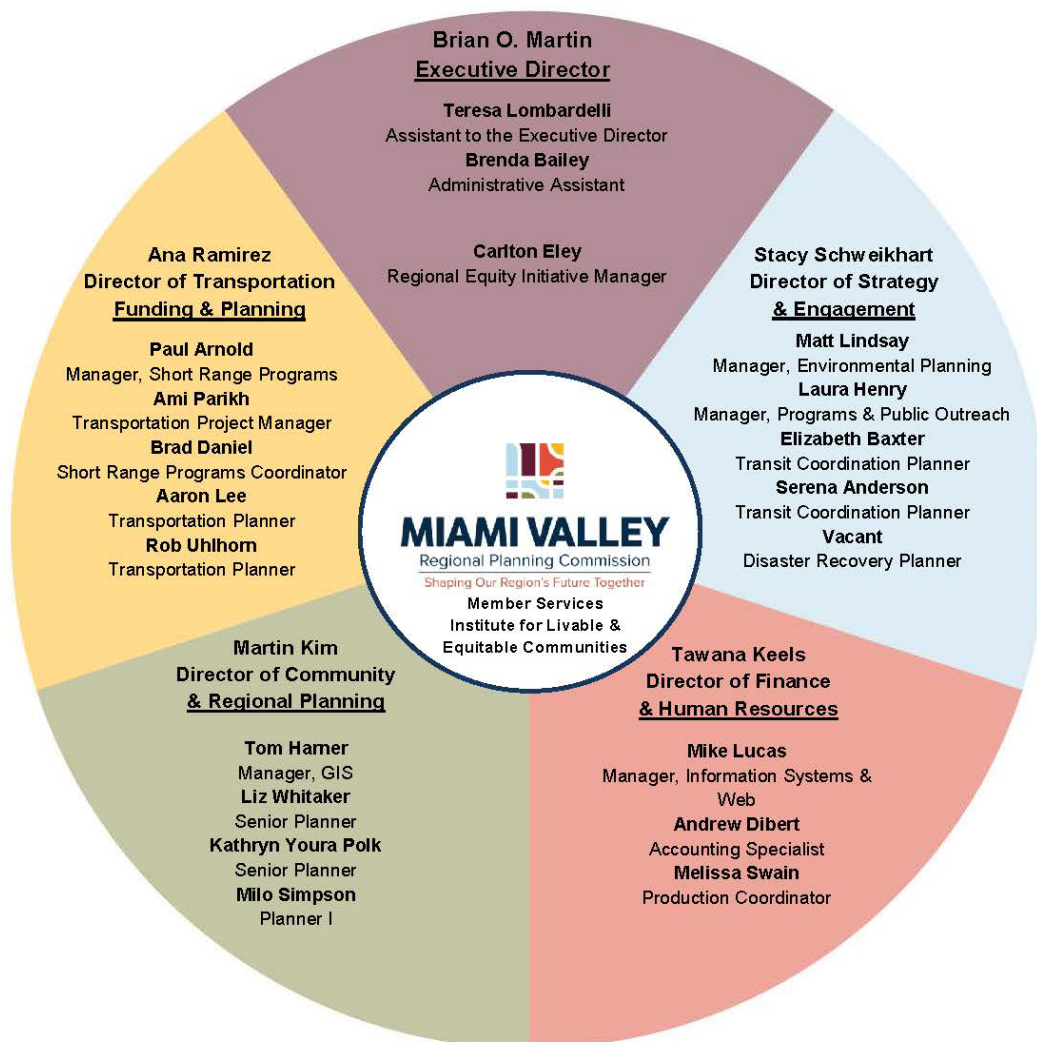 Brian O. Martin
Executive Director
Teresa Lombardelli
Assistant to the Executive Director
Brenda Bailey
Administrative Assistant
Carlton Eley
Regional Equity Initiative Manager
Ana Ramirez
Director of Transportation
Funding & Planning
Paul Arnold
Manager, Short Range Programs
Ami Parikh
Transportation Project Manager
Brad Daniel
Short Range Programs Coordinator
Aaron Lee
Transportation Planner
Rob Uhlhorn
Transportation Planner
Stacy Schweikhart
Director of Strategy
& Engagement
Matt Lindsay
Manager, Environmental Planning
Laura Henry
Manager, Programs & Public Outreach
Elizabeth Baxter
Transit Coordination Planner
Serena Anderson
Transit Coordination Planner
Vacant
Disaster Recovery Planner
MIAMI VALLEY
Regional Planning Commission
Shaping Our Region's Future Together
Member Services
Institute for Livable &
Equitable Communities
Martin Kim
Director of Community
& Regional Planning
Tom Harner
Manager, GIS
Liz Whitaker
Senior Planner
Kathryn Youra Polk
Senior Planner
Milo Simpson
Planner I
Tawana Keels
Director of Finance
& Human Resources
Mike Lucas
Manager, Information Systems &
Web
Andrew Dibert
Accounting Specialist
Melissa Swain
Production Coordinator